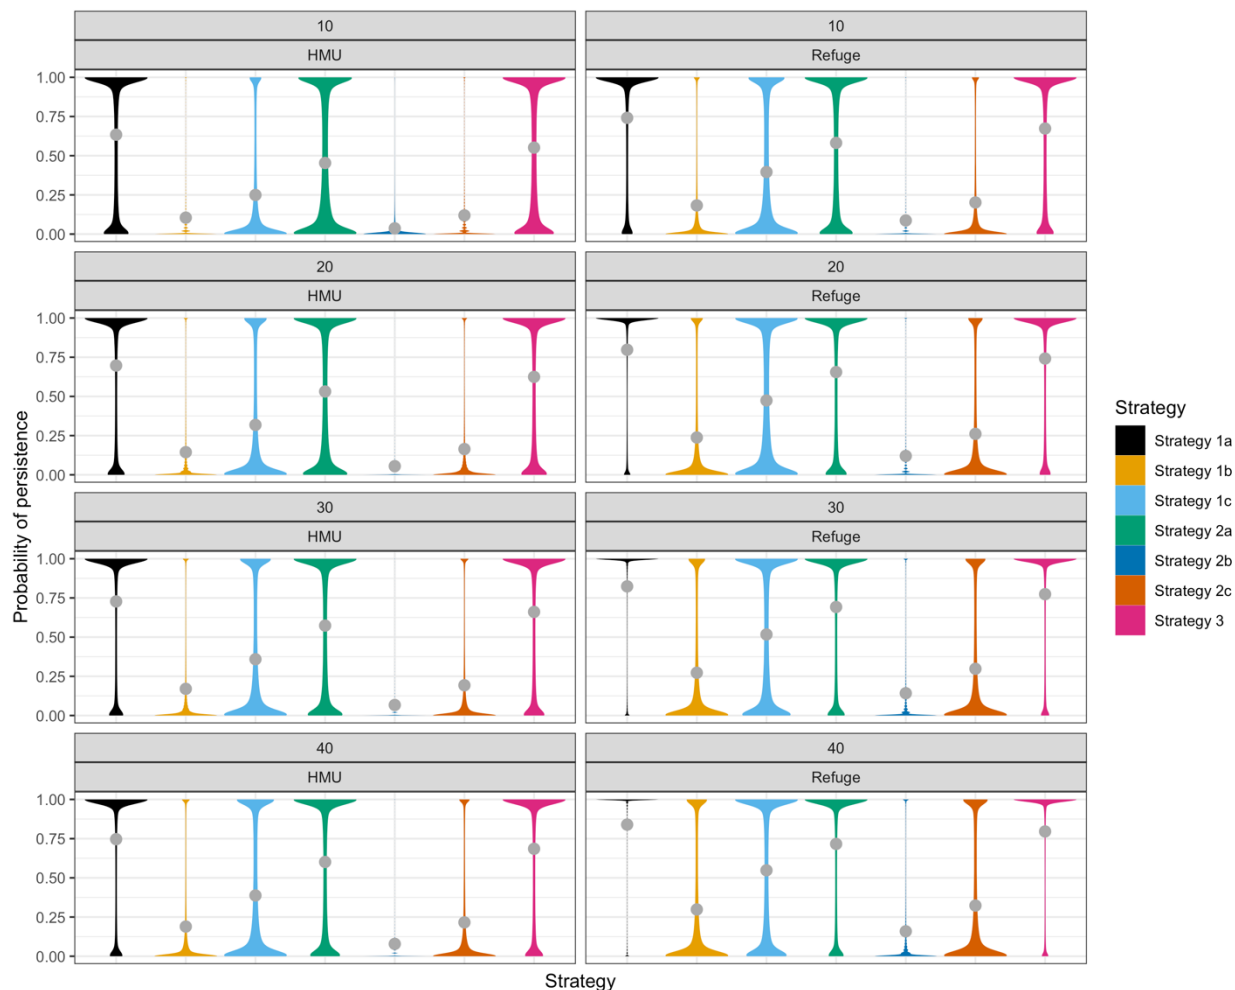 10
10
HMU
Refuge
1.00
0.75
0.50
0.25
0.00
20
20
HMU
Refuge
1.00
0.75
0.50
0.25
0.00
30
30
HMU
Refuge
1.00
0.75
0.50
0.25
0.00
40
40
HMU
Refuge
1.00
0.75
0.50
0.25
0.00
Probability of persistence
Strategy
Strategy
Strategy 1a
Strategy 1b
Strategy 1c
Strategy 2a
Strategy 2b
Strategy 2c
Strategy 3